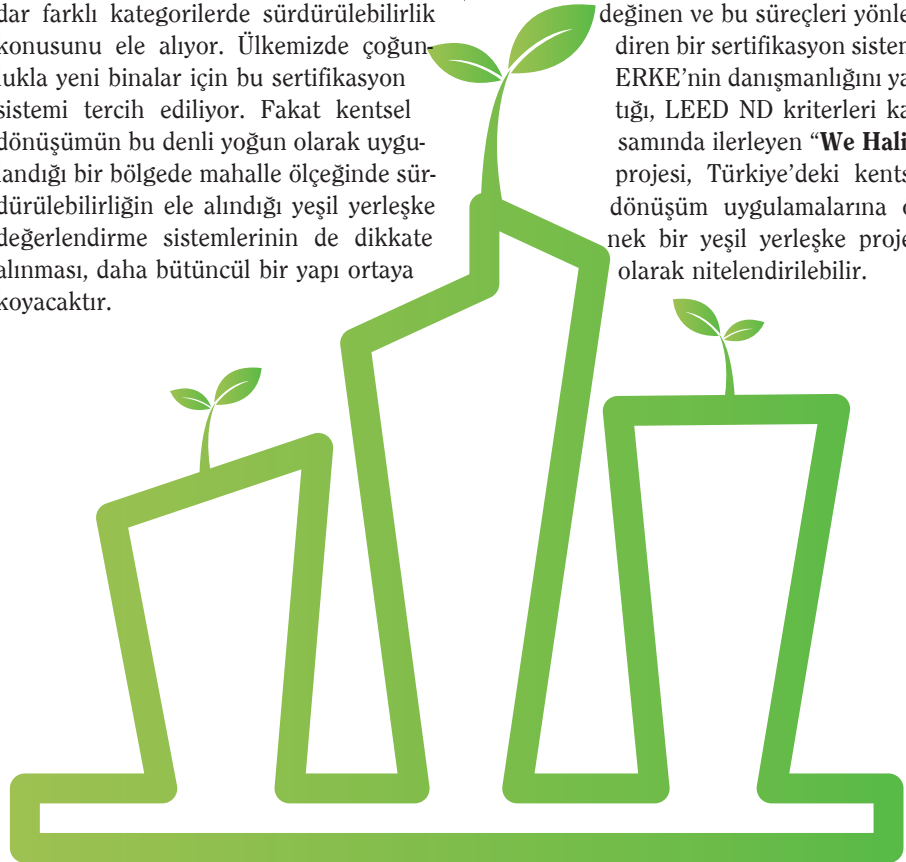 dar farklı kategorilerde sürdürülebilirlik
konusunu ele alıyor. Ülkemizde çoğun-
lukla yeni binalar için bu sertifikasyon
sistemi tercih ediliyor. Fakat kentsel
dönüşümün bu denli yoğun olarak uygu-
landığı bir bölgede mahalle ölçeğinde sür-
dürülebilirliğin ele alındığı yeşil yerleşke
değerlendirme sistemlerinin de dikkate
alınması, daha bütüncül bir yapı ortaya
koyacaktır.
değinen ve bu süreçleri yönle
diren bir sertifikasyon sistem
ERKE’nin danışmanlığını ya
tığı, LEED ND kriterleri ka
samında ilerleyen “We Hali
projesi, Türkiye’deki kents
dönüşüm uygulamalarına
nek bir yeşil yerleşke proje
olarak nitelendirilebilir.